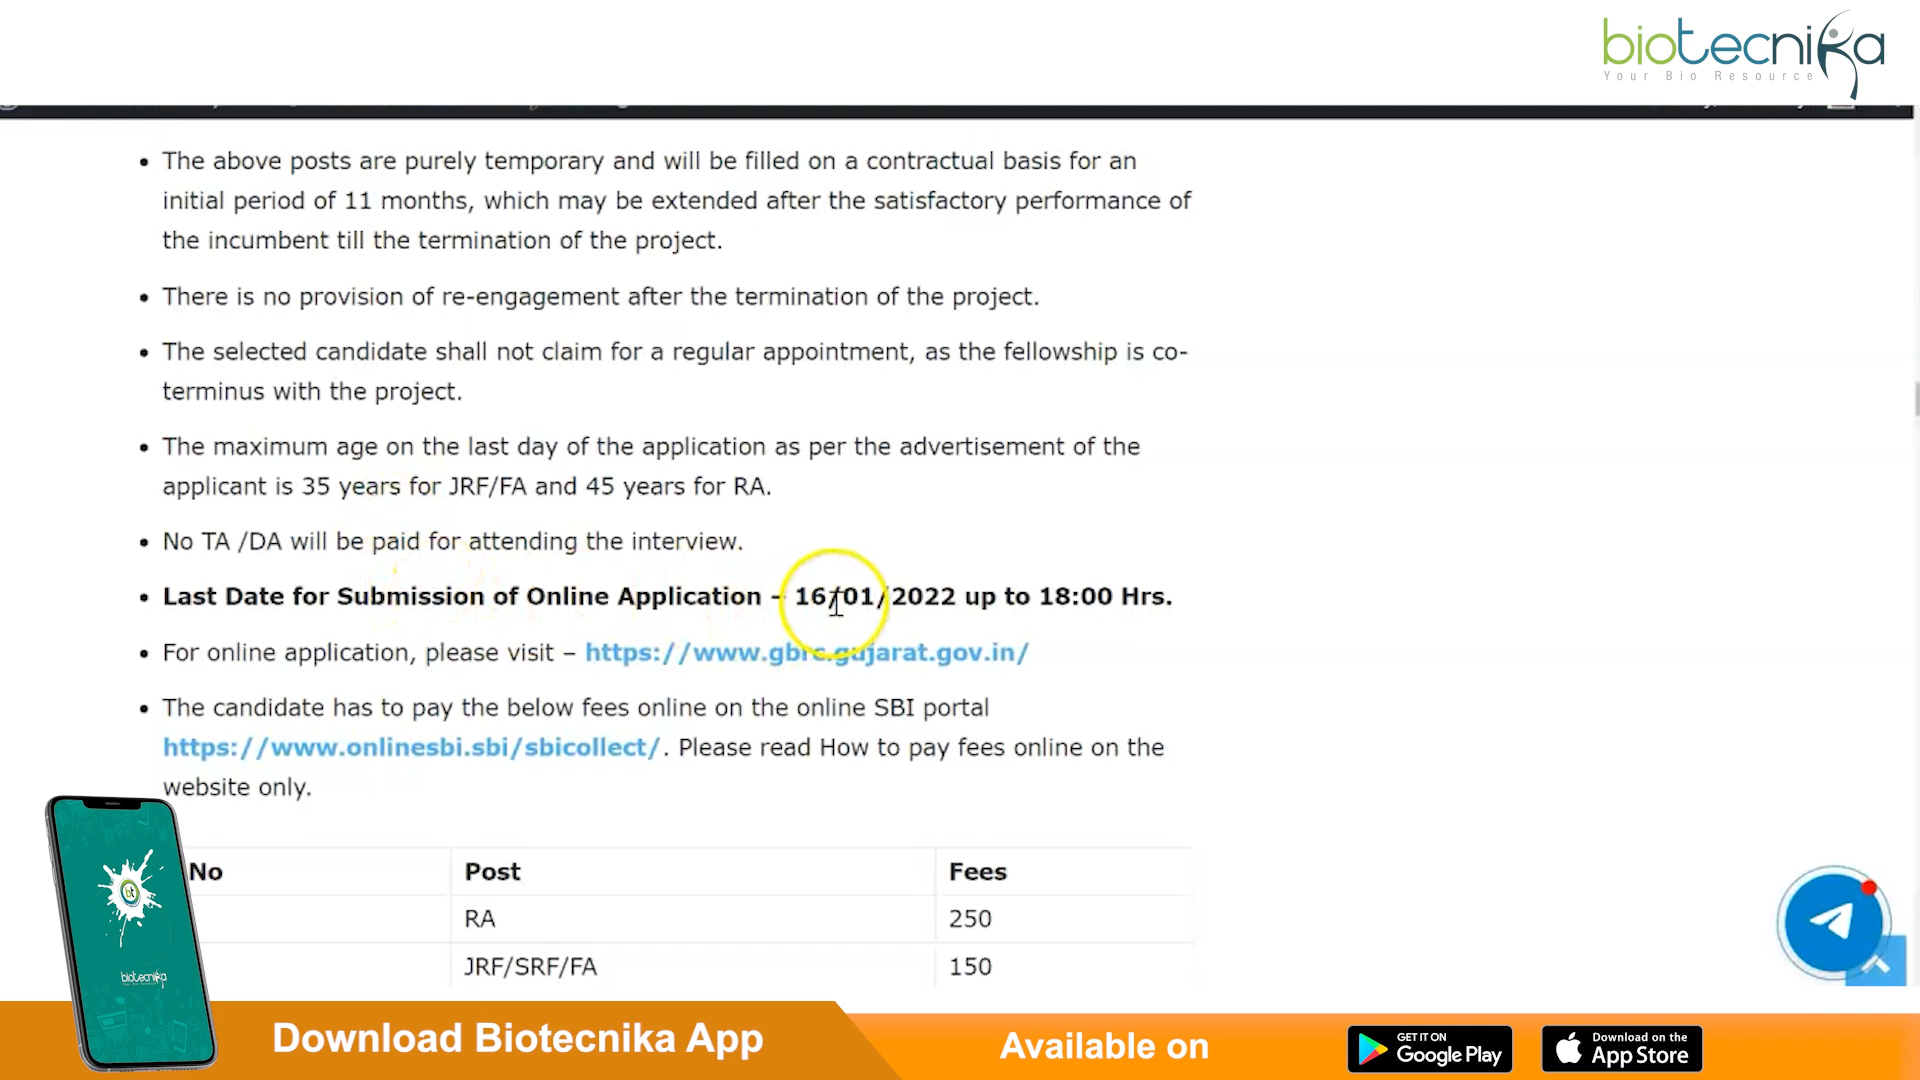 biotecnika
Your Bio Resource
• The above posts are purely temporary and will be filled on a contractual basis for an
initial period of 11 months, which may be extended after the satisfactory performance of
the incumbent till the termination of the project.
• There is no provision of re-engagement after the termination of the project.
• The selected candidate shall not claim for a regular appointment, as the fellowship is co-
terminus with the project.
• The maximum age on the last day of the application as per the advertisement of the
applicant is 35 years for JRF/FA and 45 years for RA.
• No TA /DA will be paid for attending the interview.
• Last Date for Submission of Online Application – 16/01/2022 up to 18:00 Hrs.
• For online application, please visit – https://www.gbrc.gujarat.gov.in/
• The candidate has to pay the below fees online on the online SBI portal
https://www.onlinesbi.sbi/sbicollect/. Please read How to pay fees online on the
website only.
No Post Fees
RA 250
JRF/SRF/FA 150
bt
biotecnika
Download Biotecnika App
Available on
GET IT ON
Google Play
Download on the
App Store